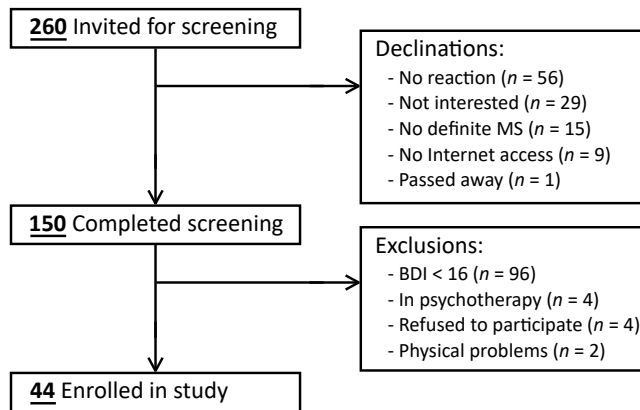 260 Invited for screening
Declinations:
- No reaction (n = 56)
- Not interested (n = 29)
- No definite MS (n = 15)
- No Internet access (n = 9)
- Passed away (n = 1)
150 Completed screening
Exclusions:
- BDI < 16 (n = 96)
- In psychotherapy (n = 4)
- Refused to participate (n = 4)
- Physical problems (n = 2)
44 Enrolled in study